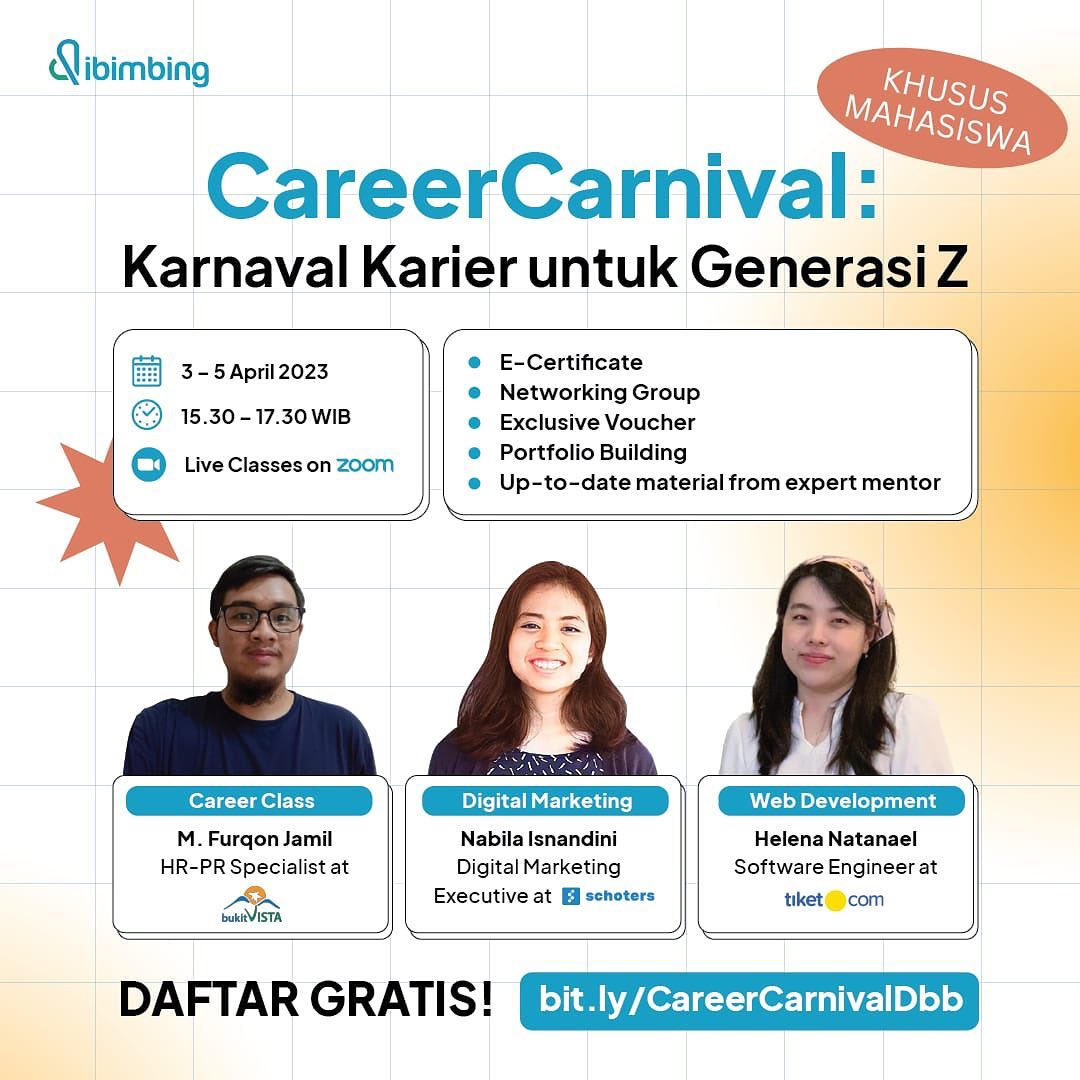 dibimbing
KHUSUS
MAHASISWA
CareerCarnival:
Karnaval Karier untuk Generasi Z
3 – 5 April 2023
15.30 – 17.30 WIB
Live Classes on zoom
E-Certificate
Networking Group
Exclusive Voucher
Portfolio Building
Up-to-date material from expert mentor
Career Class
M. Furqon Jamil
HR-PR Specialist at
bukit VISTA
Digital Marketing
Nabila Isnandini
Digital Marketing
Executive at schoters
Web Development
Helena Natanael
Software Engineer at
tiket com
DAFTAR GRATIS!
bit.ly/CareerCarnivalDbb